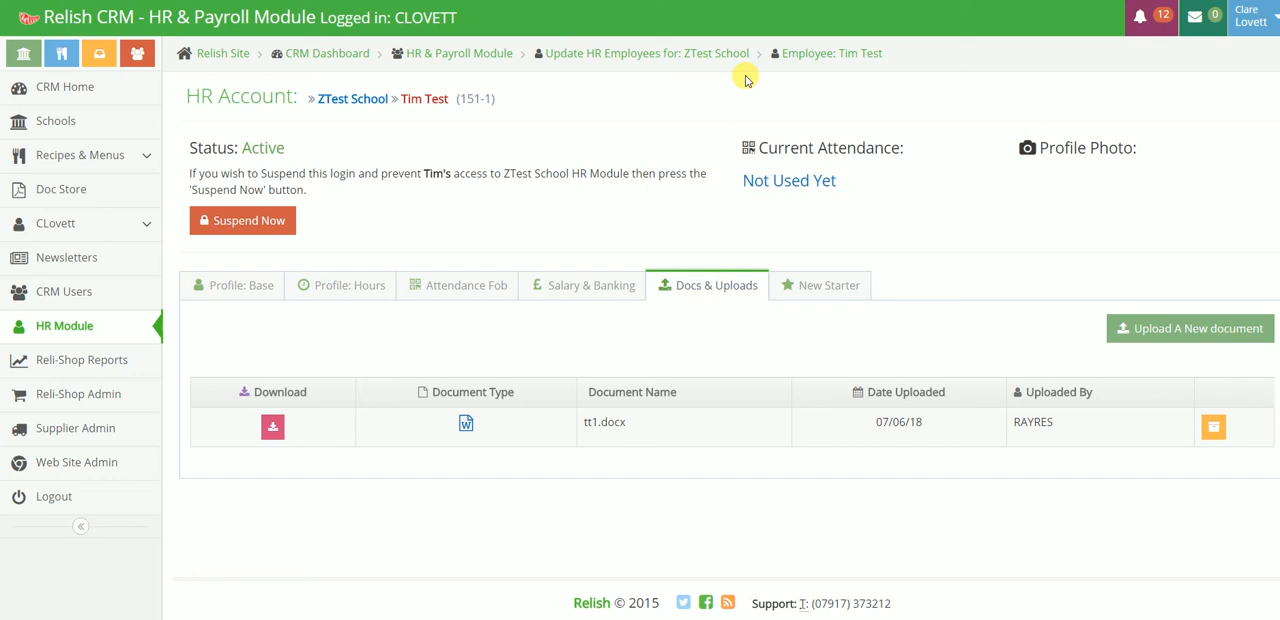 Relish CRM - HR & Payroll Module Logged in: CLOVETT
12
0
Clare
Lovett
Relish Site > CRM Dashboard > HR & Payroll Module > Update HR Employees for: ZTest School > Employee: Tim Test
CRM Home
Schools
Recipes & Menus
Doc Store
CLovett
Newsletters
CRM Users
HR Module
Reli-Shop Reports
Reli-Shop Admin
Supplier Admin
Web Site Admin
Logout
HR Account: » ZTest School » Tim Test (151-1)
Status: Active
If you wish to Suspend this login and prevent Tim's access to ZTest School HR Module then press the
'Suspend Now' button.
Suspend Now
Current Attendance:
Not Used Yet
Profile Photo:
Profile: Base Profile: Hours Attendance Fob £ Salary & Banking Docs & Uploads New Starter
Upload A New document
Download Document Type Document Name Date Uploaded Uploaded By
W tt1.docx 07/06/18 RAYRES
Relish © 2015 Support: T: (07917) 373212